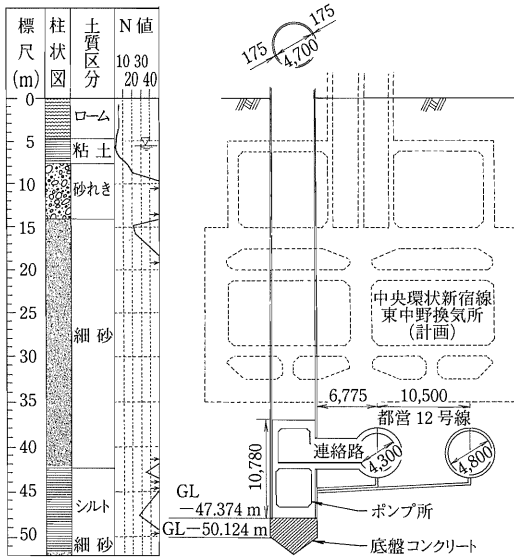 標尺(m)
柱状図
土質区分
N 値
10 30
20 40
0
5
10
15
20
25
30
35
40
45
50
ローム
粘土
砂れき
細砂
シルト
細砂
175
175
4,700
中央環状新宿線
東中野換気所
(計画)
6,775
10,500
都営 12 号線
連絡路
4,300
4,800
10,780
GL
−47.374 m
GL−50.124 m
ポンプ所
底盤コンクリート